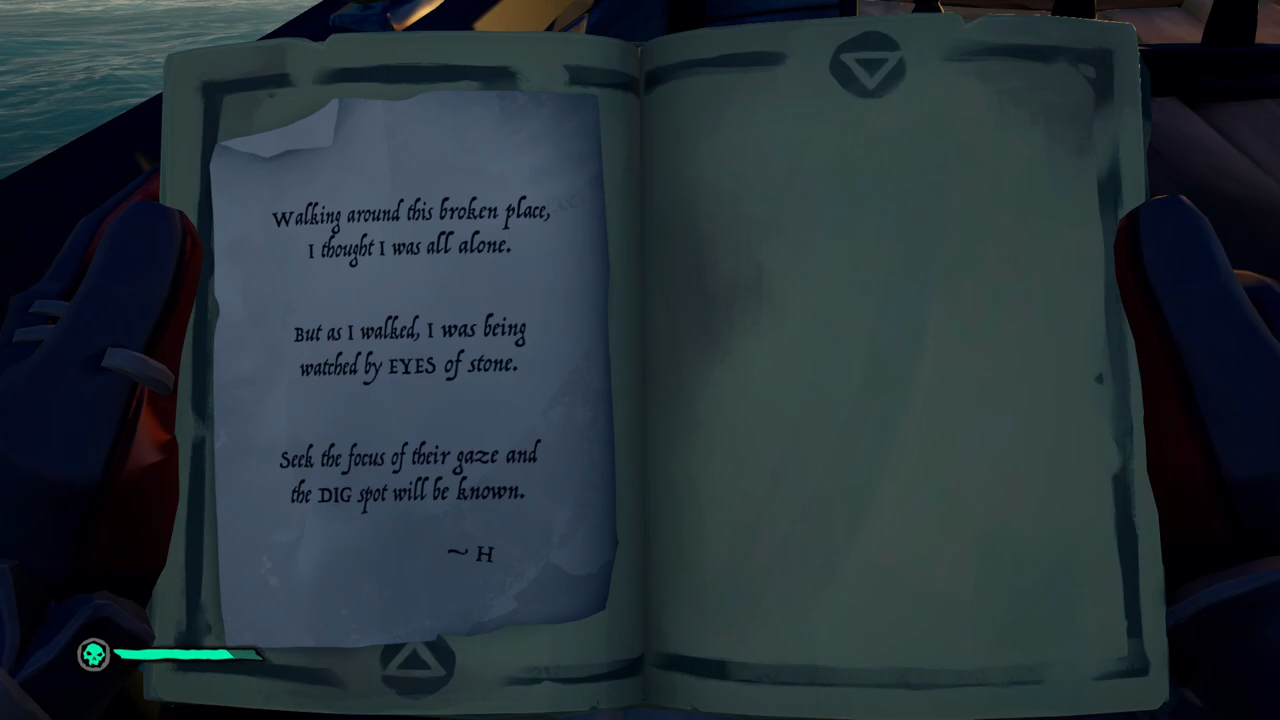 Walking around this broken place,
I thought I was all alone.
But as I walked, I was being
watched by EYES of stone.
Seek the focus of their gaze and
the DIG spot will be known.
~ H